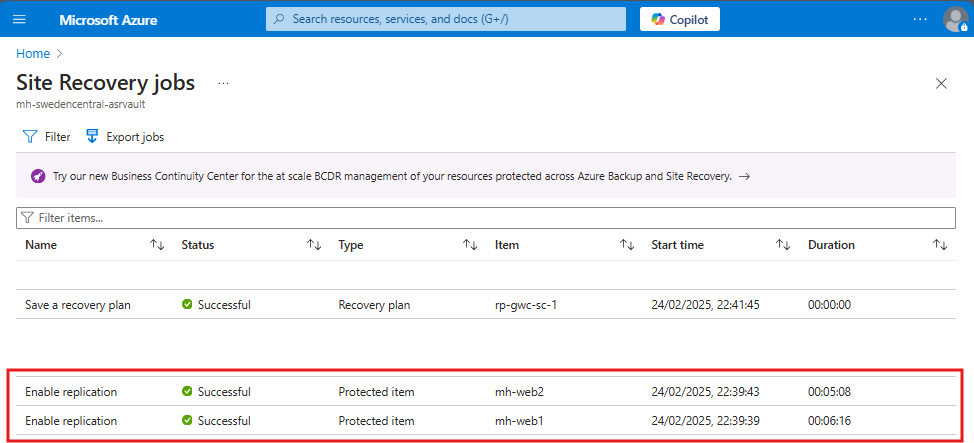 Microsoft Azure Search resources, services, and docs (G+/) Copilot ...
Home >
Site Recovery jobs ...
mh-swedencentral-asrvault
Filter Export jobs
Try our new Business Continuity Center for the at scale BCDR management of your resources protected across Azure Backup and Site Recovery. →
Filter items...
Name ↑↓ Status ↑↓ Type ↑↓ Item ↑↓ Start time ↑↓ Duration ↑↓
Save a recovery plan Successful Recovery plan rp-gwc-sc-1 24/02/2025, 22:41:45 00:00:00
Enable replication Successful Protected item mh-web2 24/02/2025, 22:39:43 00:05:08
Enable replication Successful Protected item mh-web1 24/02/2025, 22:39:39 00:06:16